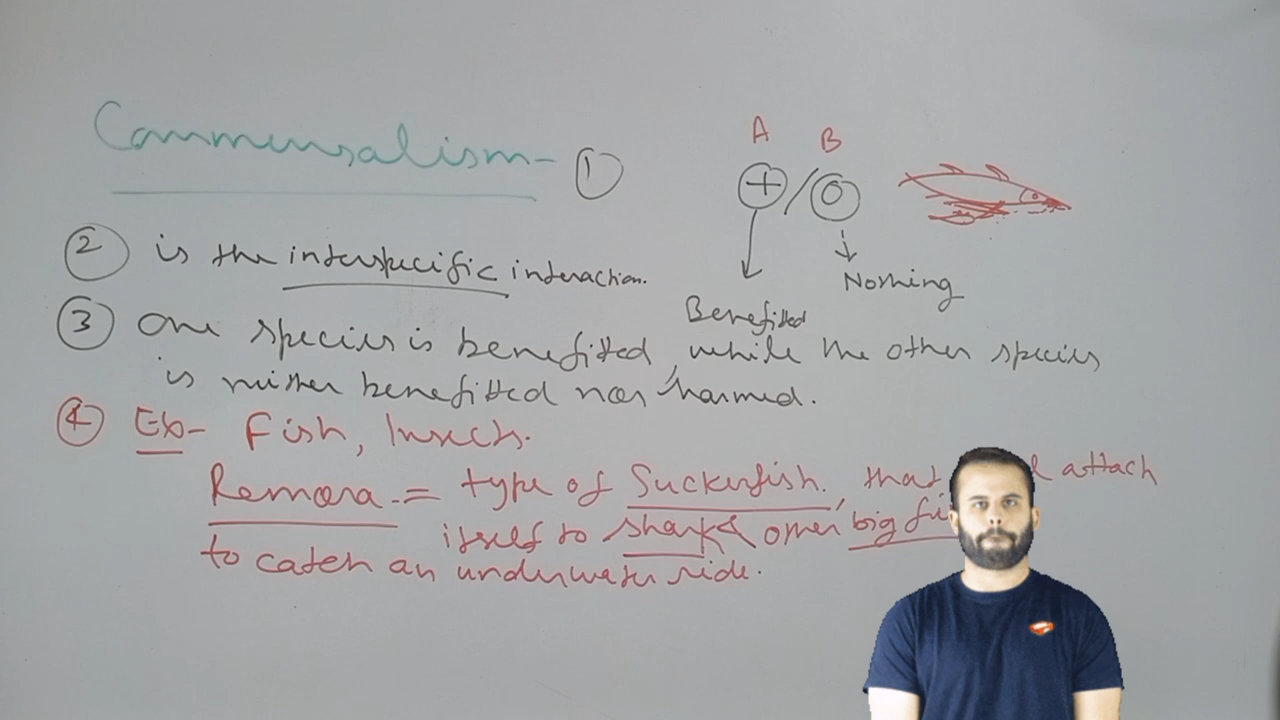 Commensalism- ①
A B
⊕/⓪
Benefitted
Nothing
② is the interspecific interaction.
③ One species is benefitted, while the other species
is neither benefitted nor harmed.
④ Ex- Fish, Insects.
Remora - = type of Suckerfish, that attach
itself to shark & other big
to catch an underwater ride.